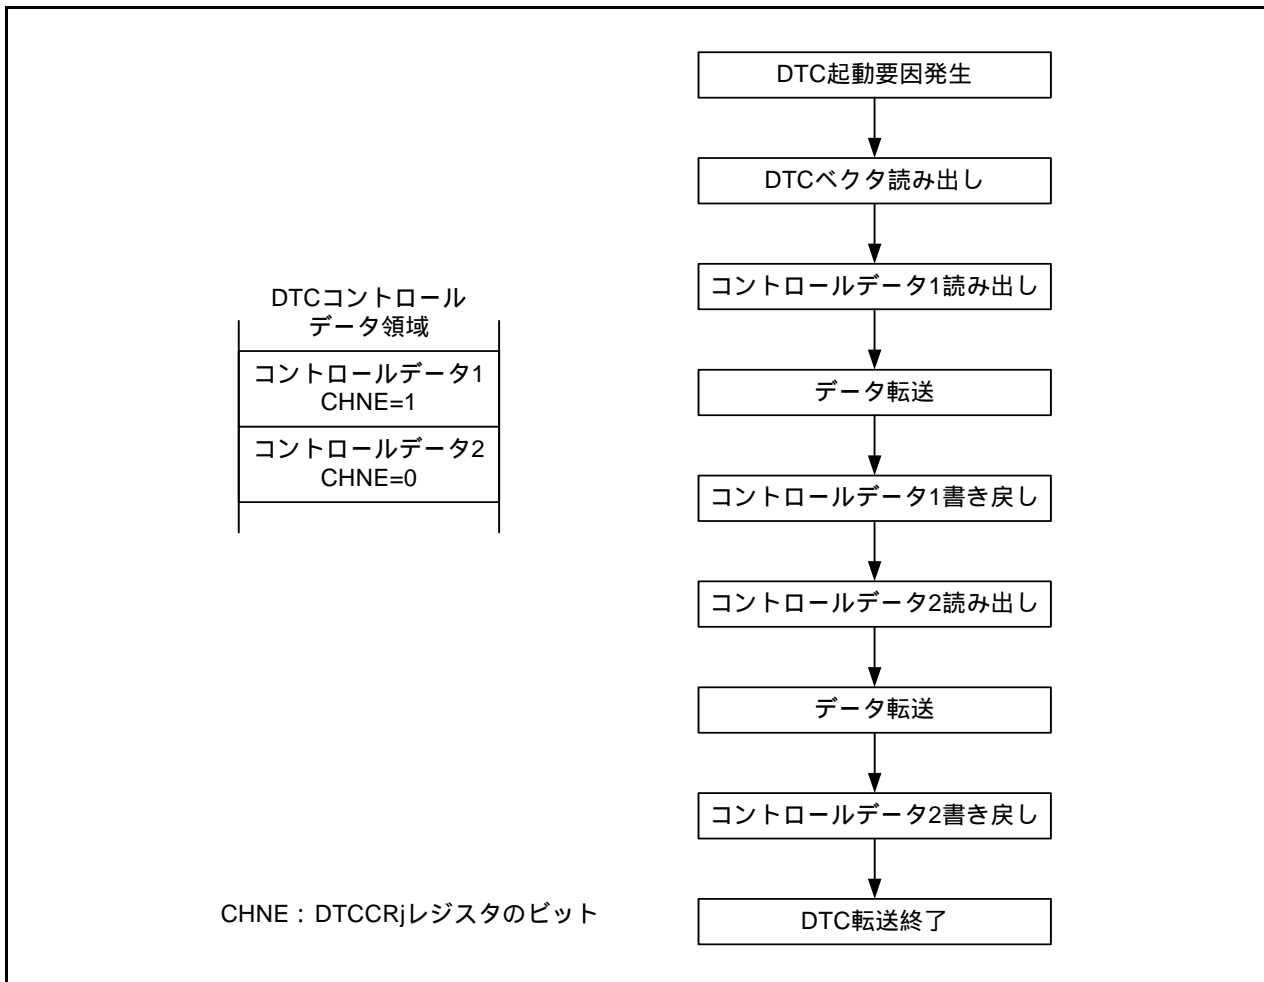 DTC起動要因発生
DTCベクタ読み出し
コントロールデータ1読み出し
データ転送
コントロールデータ1書き戻し
コントロールデータ2読み出し
データ転送
コントロールデータ2書き戻し
DTC転送終了
DTCコントロール
データ領域
コントロールデータ1
CHNE=1
コントロールデータ2
CHNE=0
CHNE：DTCCRjレジスタのビット